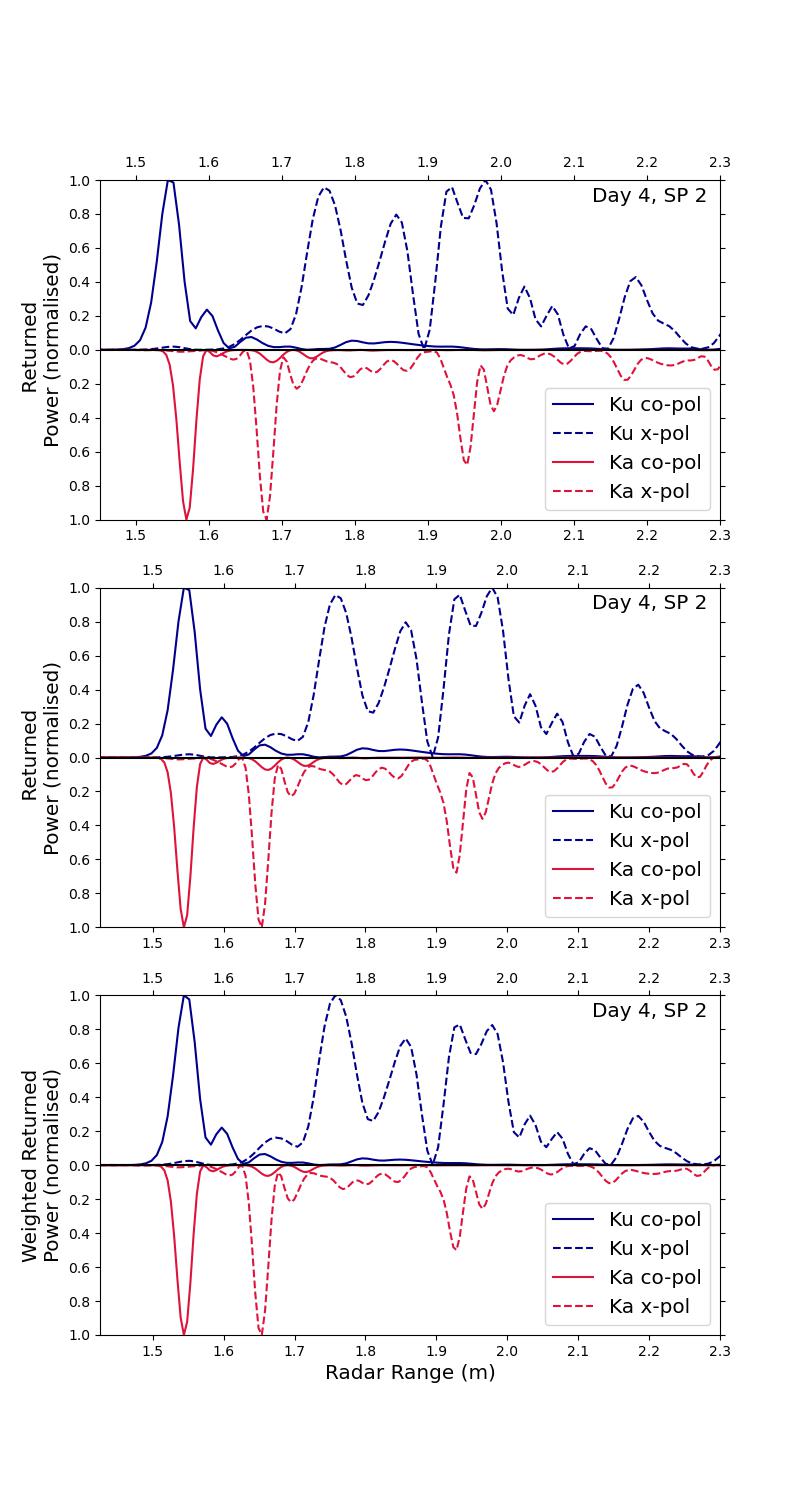 1.5 1.6 1.7 1.8 1.9 2.0 2.1 2.2 2.3
Day 4, SP 2
Returned
Power (normalised)
1.0
0.8
0.6
0.4
0.2
0.0
0.2
0.4
0.6
0.8
1.0
Ku co-pol
Ku x-pol
Ka co-pol
Ka x-pol
1.5 1.6 1.7 1.8 1.9 2.0 2.1 2.2 2.3
1.5 1.6 1.7 1.8 1.9 2.0 2.1 2.2 2.3
Day 4, SP 2
Returned
Power (normalised)
1.0
0.8
0.6
0.4
0.2
0.0
0.2
0.4
0.6
0.8
1.0
Ku co-pol
Ku x-pol
Ka co-pol
Ka x-pol
1.5 1.6 1.7 1.8 1.9 2.0 2.1 2.2 2.3
1.5 1.6 1.7 1.8 1.9 2.0 2.1 2.2 2.3
Day 4, SP 2
Weighted Returned
Power (normalised)
1.0
0.8
0.6
0.4
0.2
0.0
0.2
0.4
0.6
0.8
1.0
Ku co-pol
Ku x-pol
Ka co-pol
Ka x-pol
1.5 1.6 1.7 1.8 1.9 2.0 2.1 2.2 2.3
Radar Range (m)